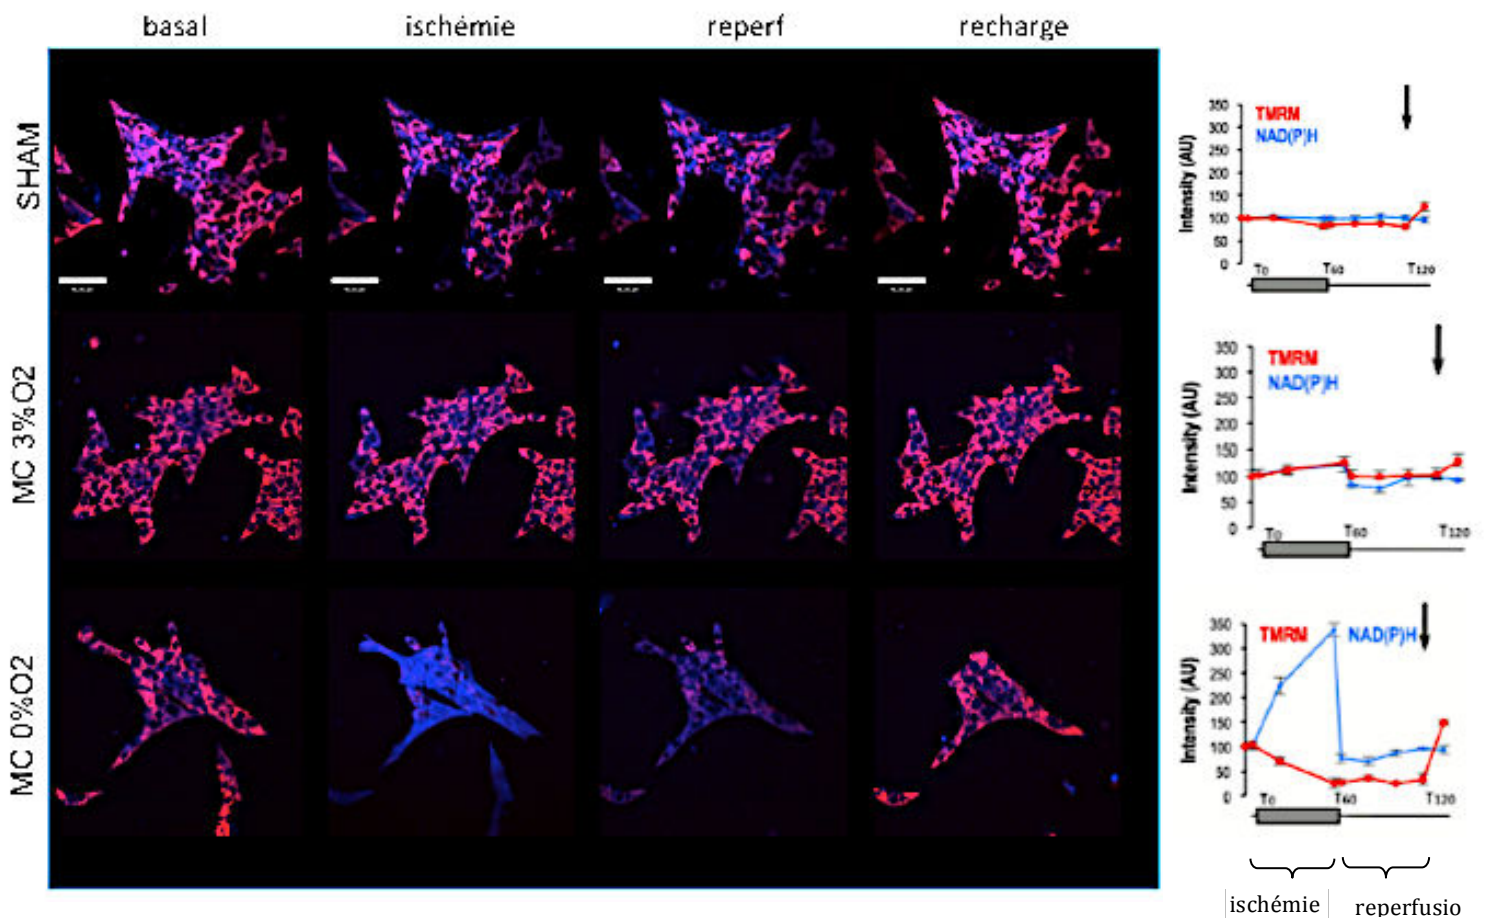 basal ischémie reperf recharge
SHAM
MC 3%O2
MC 0%O2
Intensity (AU)
350
300
250
200
150
100
50
0
TMRM
NAD(P)H
T0 T60 T120
Intensity (AU)
350
300
250
200
150
100
50
0
TMRM
NAD(P)H
T0 T60 T120
Intensity (AU)
350
300
250
200
150
100
50
0
TMRM NAD(P)H
T0 T60 T120
ischémie reperfusio